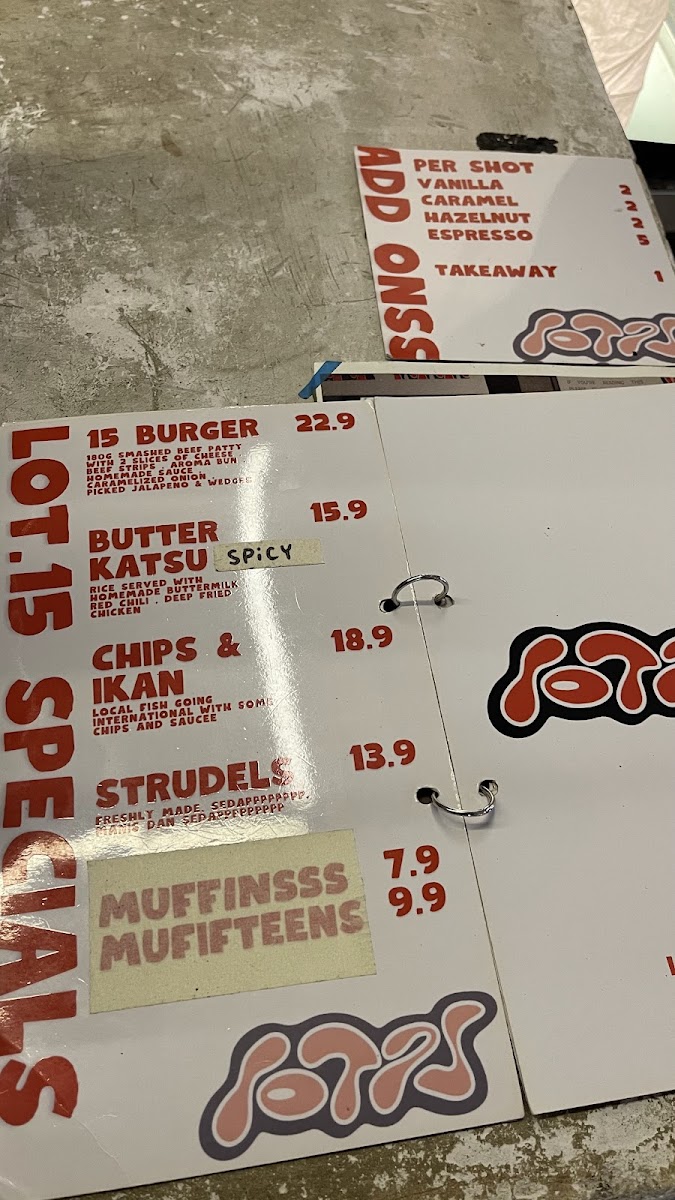 ADD ONSS
PER SHOT
VANILLA 2
CARAMEL 2
HAZELNUT 2
ESPRESSO 5
TAKEAWAY 1
LOT15
LOT.15 SPECIALS
15 BURGER 22.9
180G SMASHED BEEF PATTY
WITH 2 SLICES OF CHEESE
BEEF STRIPS . AROMA BUN
HOMEMADE SAUCE .
CARAMELIZED ONION
PICKED JALAPENO & WEDGES
BUTTER 15.9
KATSU SPiCY
RICE SERVED WITH
HOMEMADE BUTTERMILK
RED CHILI . DEEP FRIED
CHICKEN
CHIPS & 18.9
IKAN
LOCAL FISH GOING
INTERNATIONAL WITH SOME
CHIPS AND SAUCEE
STRUDELS 13.9
FRESHLY MADE. SEDAPPPPPPPP.
MANIS DAN SEDAPPPPPPPPP
MUFFINSSS 7.9
MUFIFTEENS 9.9
LOT15
LOT